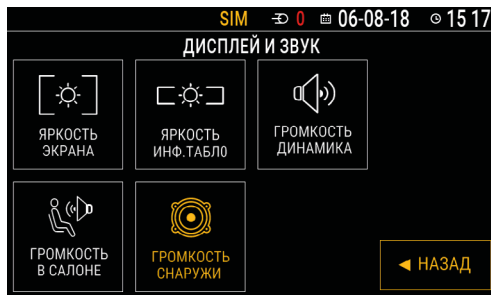 SIM 0 06-08-18 15 17
ДИСПЛЕЙ И ЗВУК
ЯРКОСТЬ
ЭКРАНА
ЯРКОСТЬ
ИНФ.ТАБЛ0
ГРОМКОСТЬ
ДИНАМИКА
ГРОМКОСТЬ
В САЛОНЕ
ГРОМКОСТЬ
СНАРУЖИ
НАЗАД